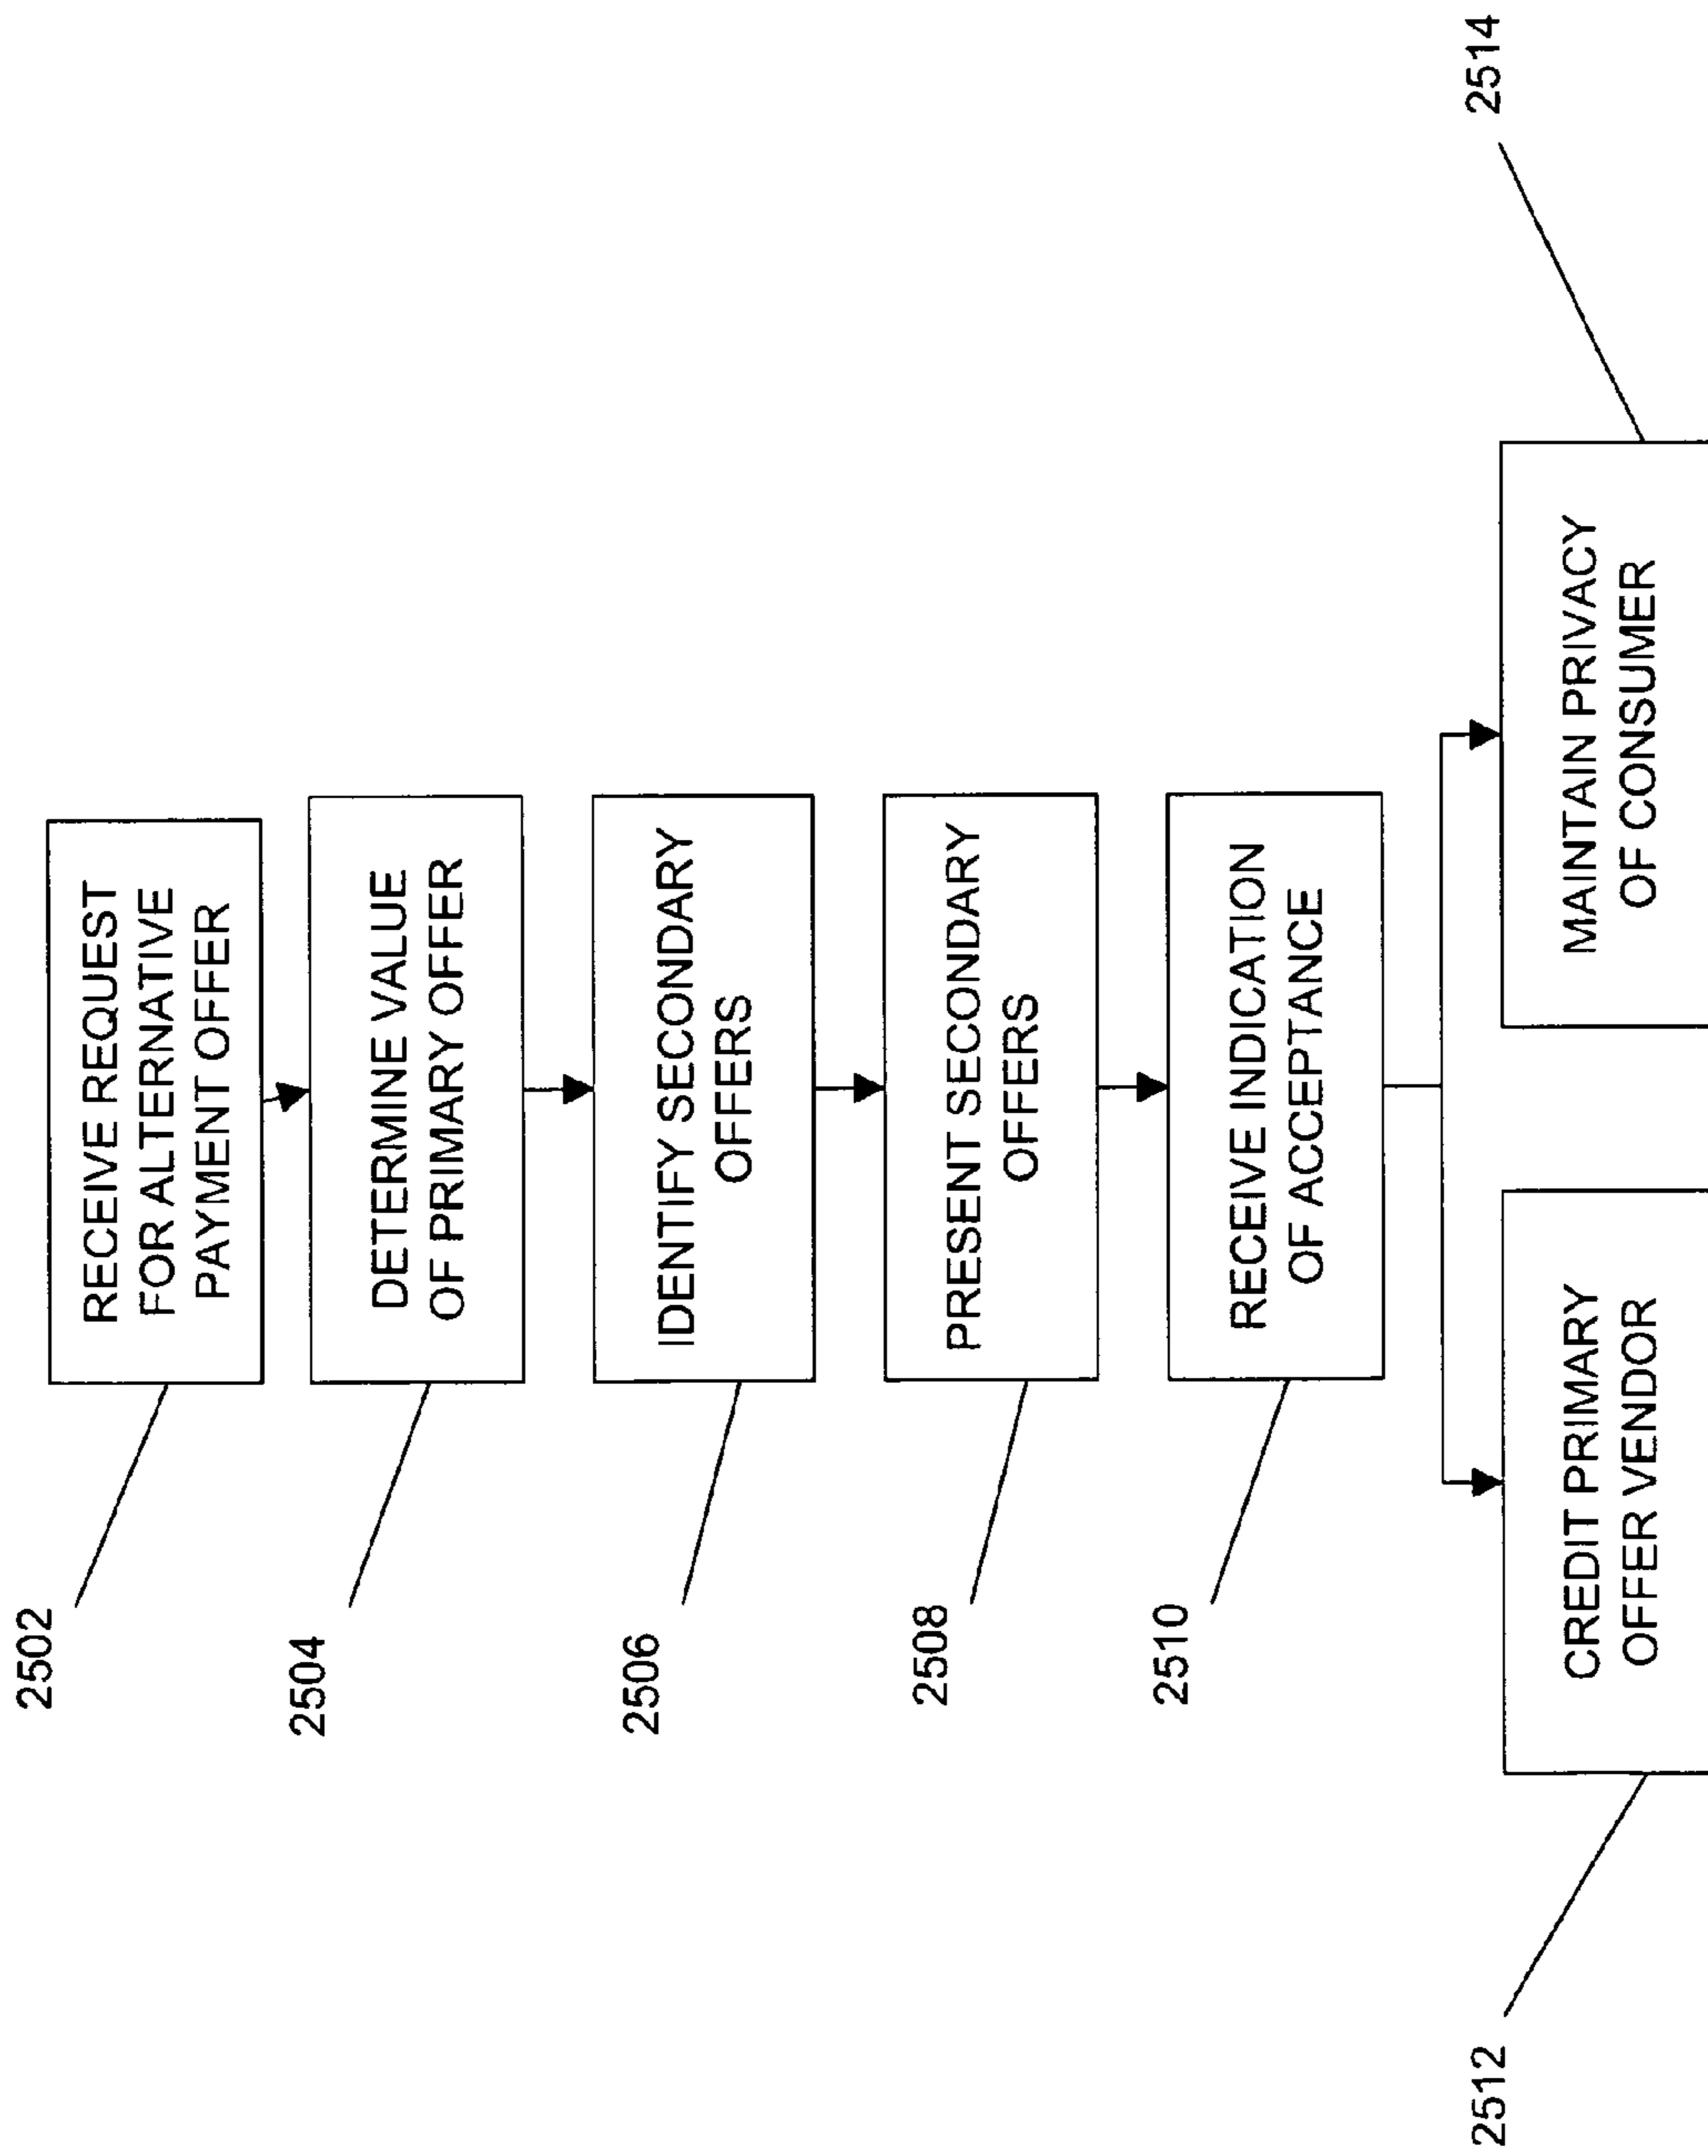 2502
RECEIVE REQUEST
FOR ALTERNATIVE
PAYMENT OFFER
2504
DETERMINE VALUE
OF PRIMARY OFFER
2506
IDENTIFY SECONDARY
OFFERS
2508
PRESENT SECONDARY
OFFERS
2510
RECEIVE INDICATION
OF ACCEPTANCE
2512
CREDIT PRIMARY
OFFER VENDOR
2514
MAINTAIN PRIVACY
OF CONSUMER